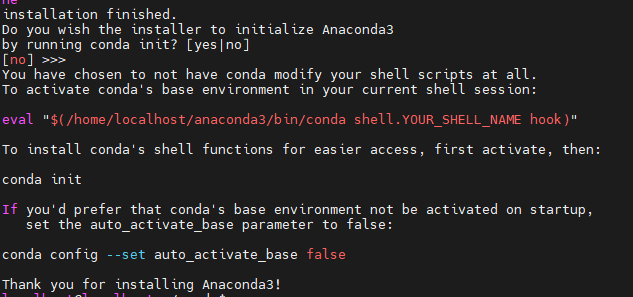 installation finished.
Do you wish the installer to initialize Anaconda3
by running conda init? [yes|no]
[no] >>>
You have chosen to not have conda modify your shell scripts at all.
To activate conda's base environment in your current shell session:
eval "$(/home/localhost/anaconda3/bin/conda shell.YOUR_SHELL_NAME hook)"
To install conda's shell functions for easier access, first activate, then:
conda init
If you'd prefer that conda's base environment not be activated on startup,
set the auto_activate_base parameter to false:
conda config --set auto_activate_base false
Thank you for installing Anaconda3!